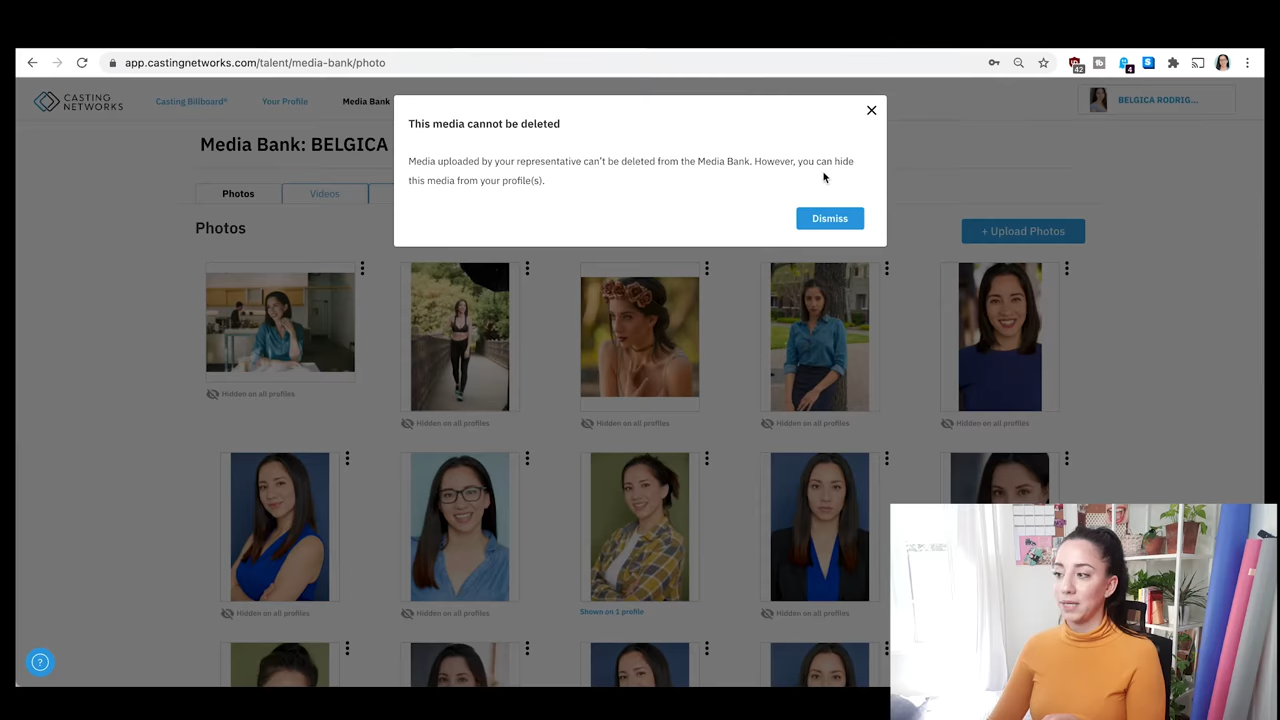 app.castingnetworks.com/talent/media-bank/photo
42
4
CASTING
NETWORKS
Casting Billboard®
Your Profile
Media Bank
BELGICA RODRIG...
This media cannot be deleted
Media uploaded by your representative can't be deleted from the Media Bank. However, you can hide
this media from your profile(s).
Dismiss
Media Bank: BELGICA
Photos
Videos
Photos
+ Upload Photos
Hidden on all profiles
Hidden on all profiles
Hidden on all profiles
Hidden on all profiles
Hidden on all profiles
Hidden on all profiles
Hidden on all profiles
Shown on 1 profile
Hidden on all profiles
?